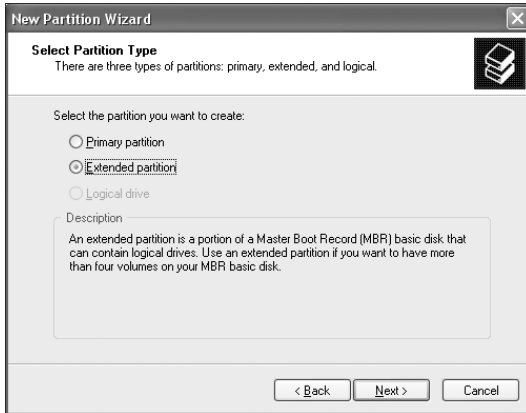 New Partition Wizard
Select Partition Type
There are three types of partitions: primary, extended, and logical.
Select the partition you want to create:
Primary partition
Extended partition
Logical drive
Description
An extended partition is a portion of a Master Boot Record (MBR) basic disk that
can contain logical drives. Use an extended partition if you want to have more
than four volumes on your MBR basic disk.
< Back
Next >
Cancel